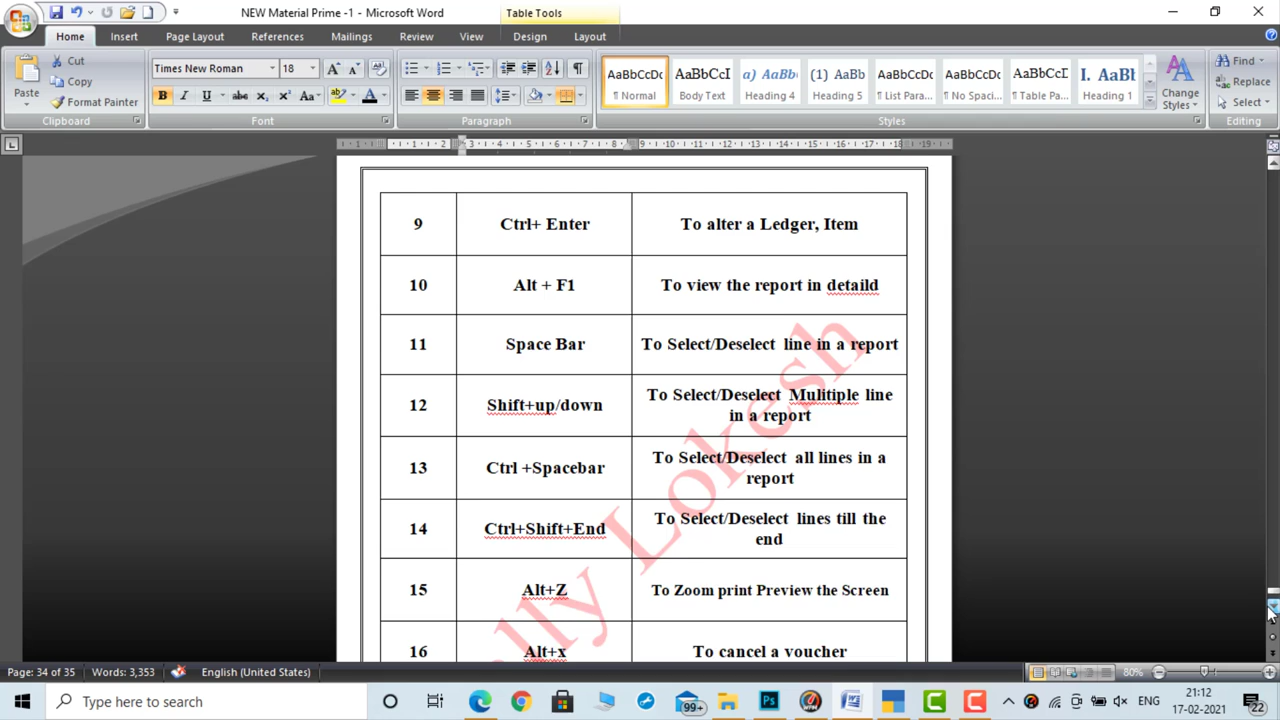 NEW Material Prime -1 - Microsoft Word
Table Tools
Home Insert Page Layout References Mailings Review View Design Layout
Paste
Cut
Copy
Format Painter
Clipboard
Times New Roman 18
Font
Paragraph
AaBbCcDc AaBbCcI a) AaBb (1) AaBb AaBbCcDc AaBbCcDc AaBbCcD I. AaBb
¶ Normal Body Text Heading 4 Heading 5 ¶ List Para... ¶ No Spaci... ¶ Table Pa... Heading 1
Change Styles
Styles
Find
Replace
Select
Editing
9 Ctrl+ Enter To alter a Ledger, Item
10 Alt + F1 To view the report in detaild
11 Space Bar To Select/Deselect line in a report
12 Shift+up/down To Select/Deselect Mulitiple line
in a report
13 Ctrl +Spacebar To Select/Deselect all lines in a
report
14 Ctrl+Shift+End To Select/Deselect lines till the
end
15 Alt+Z To Zoom print Preview the Screen
16 Alt+x To cancel a voucher
lly Lokesh
Page: 34 of 35 Words: 3,353 English (United States) 80%
Type here to search
99+
ENG
21:12
17-02-2021
22